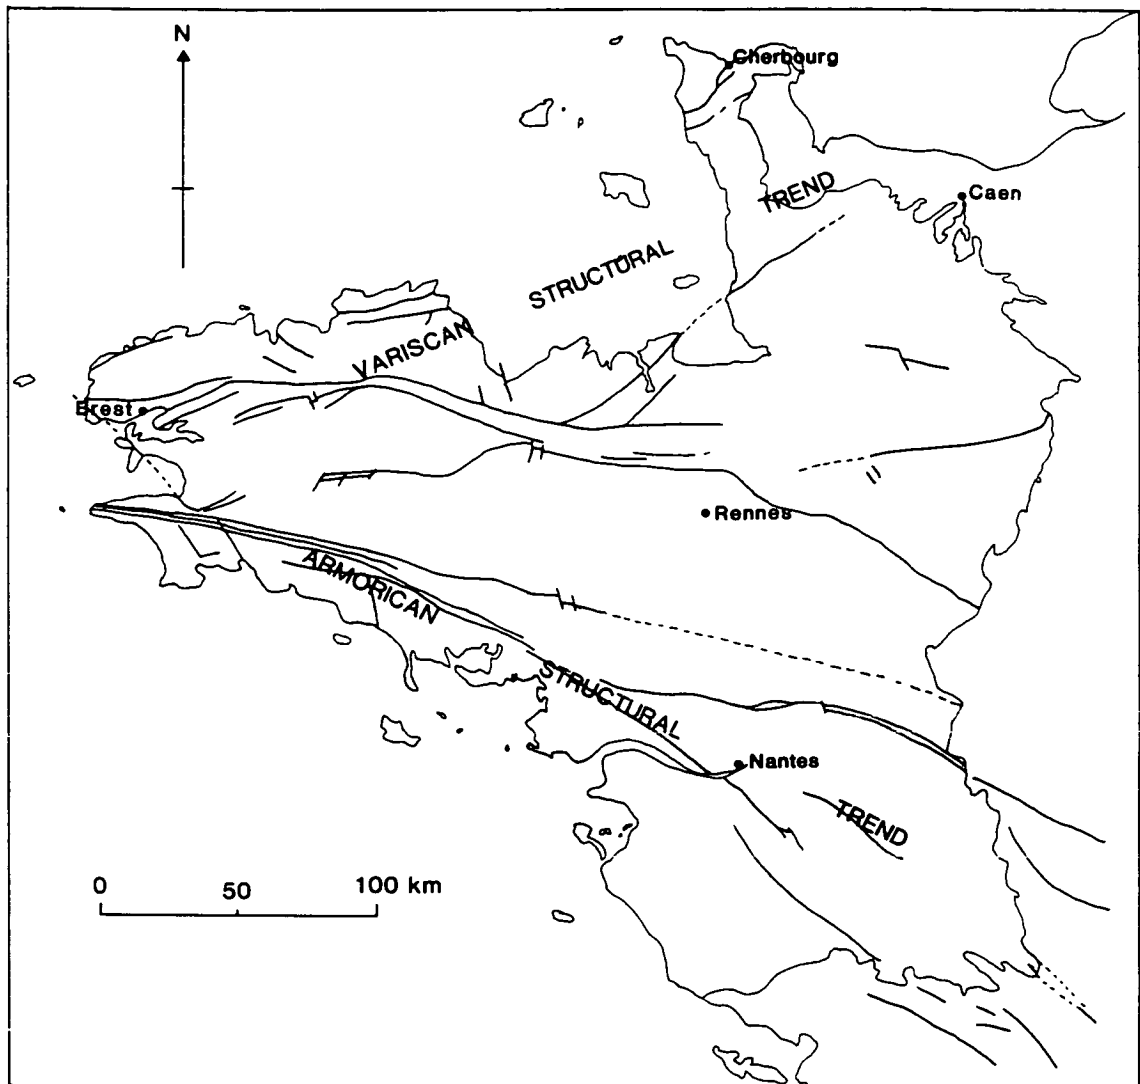 N
Cherbourg
TREND
Caen
STRUCTURAL
VARISCAN
Brest
Rennes
ARMORICAN
STRUCTURAL
Nantes
TREND
0 50 100 km